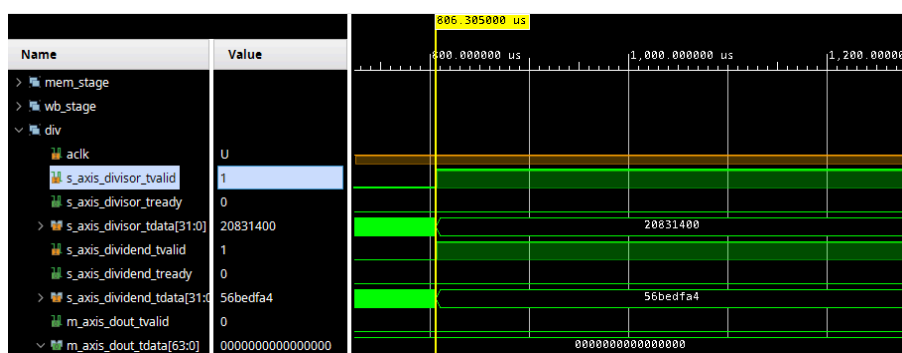 806.305000 us
Name Value
800.000000 us 1,000.000000 us 1,200.00000
mem_stage
wb_stage
div
aclk U
s_axis_divisor_tvalid 1
s_axis_divisor_tready 0
s_axis_divisor_tdata[31:0] 20831400 20831400
s_axis_dividend_tvalid 1
s_axis_dividend_tready 0
s_axis_dividend_tdata[31:0 56bedfa4 56bedfa4
m_axis_dout_tvalid 0
m_axis_dout_tdata[63:0] 0000000000000000 0000000000000000